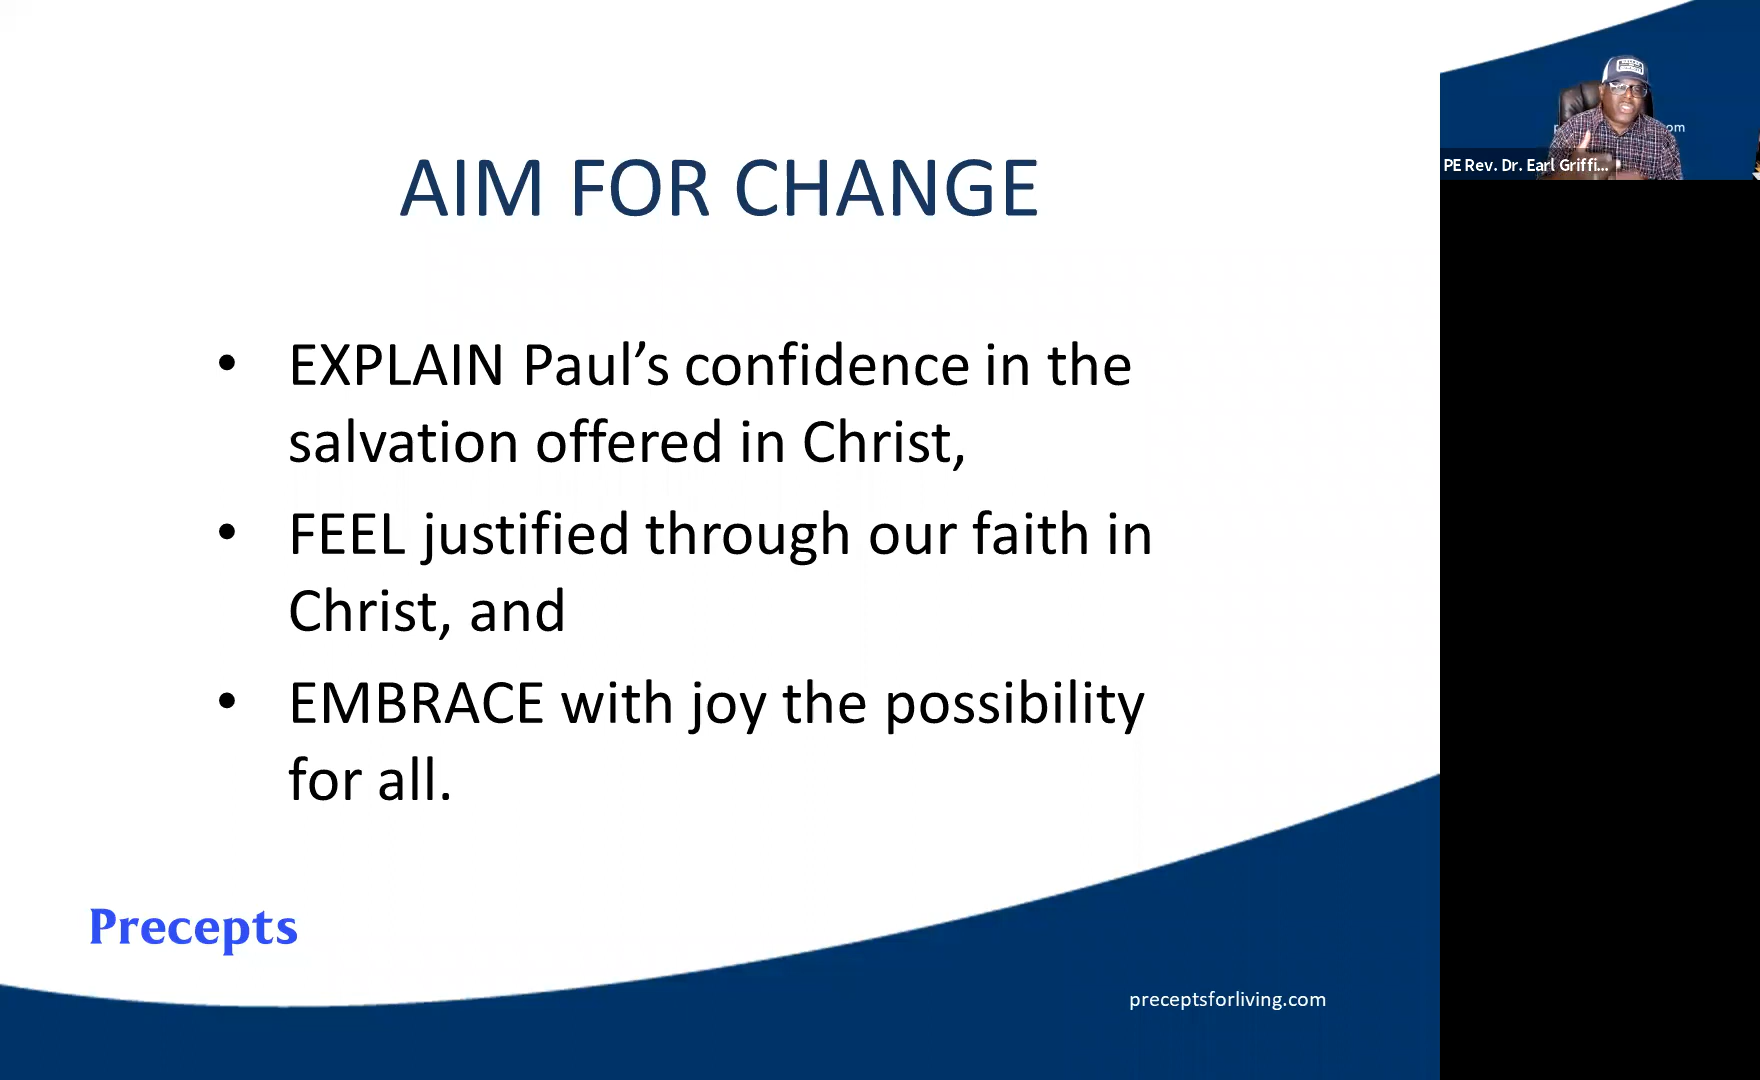 AIM FOR CHANGE
• EXPLAIN Paul’s confidence in the
salvation offered in Christ,
• FEEL justified through our faith in
Christ, and
• EMBRACE with joy the possibility
for all.
Precepts
preceptsforliving.com
PE Rev. Dr. Earl Griffi...